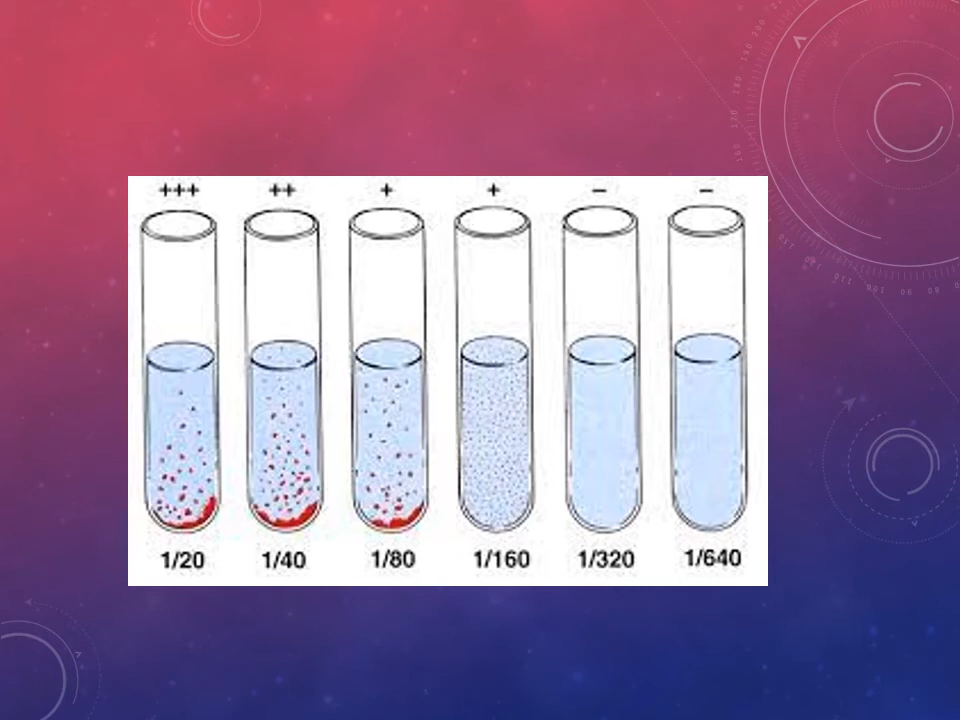 +++ ++ + + – –
1/20 1/40 1/80 1/160 1/320 1/640